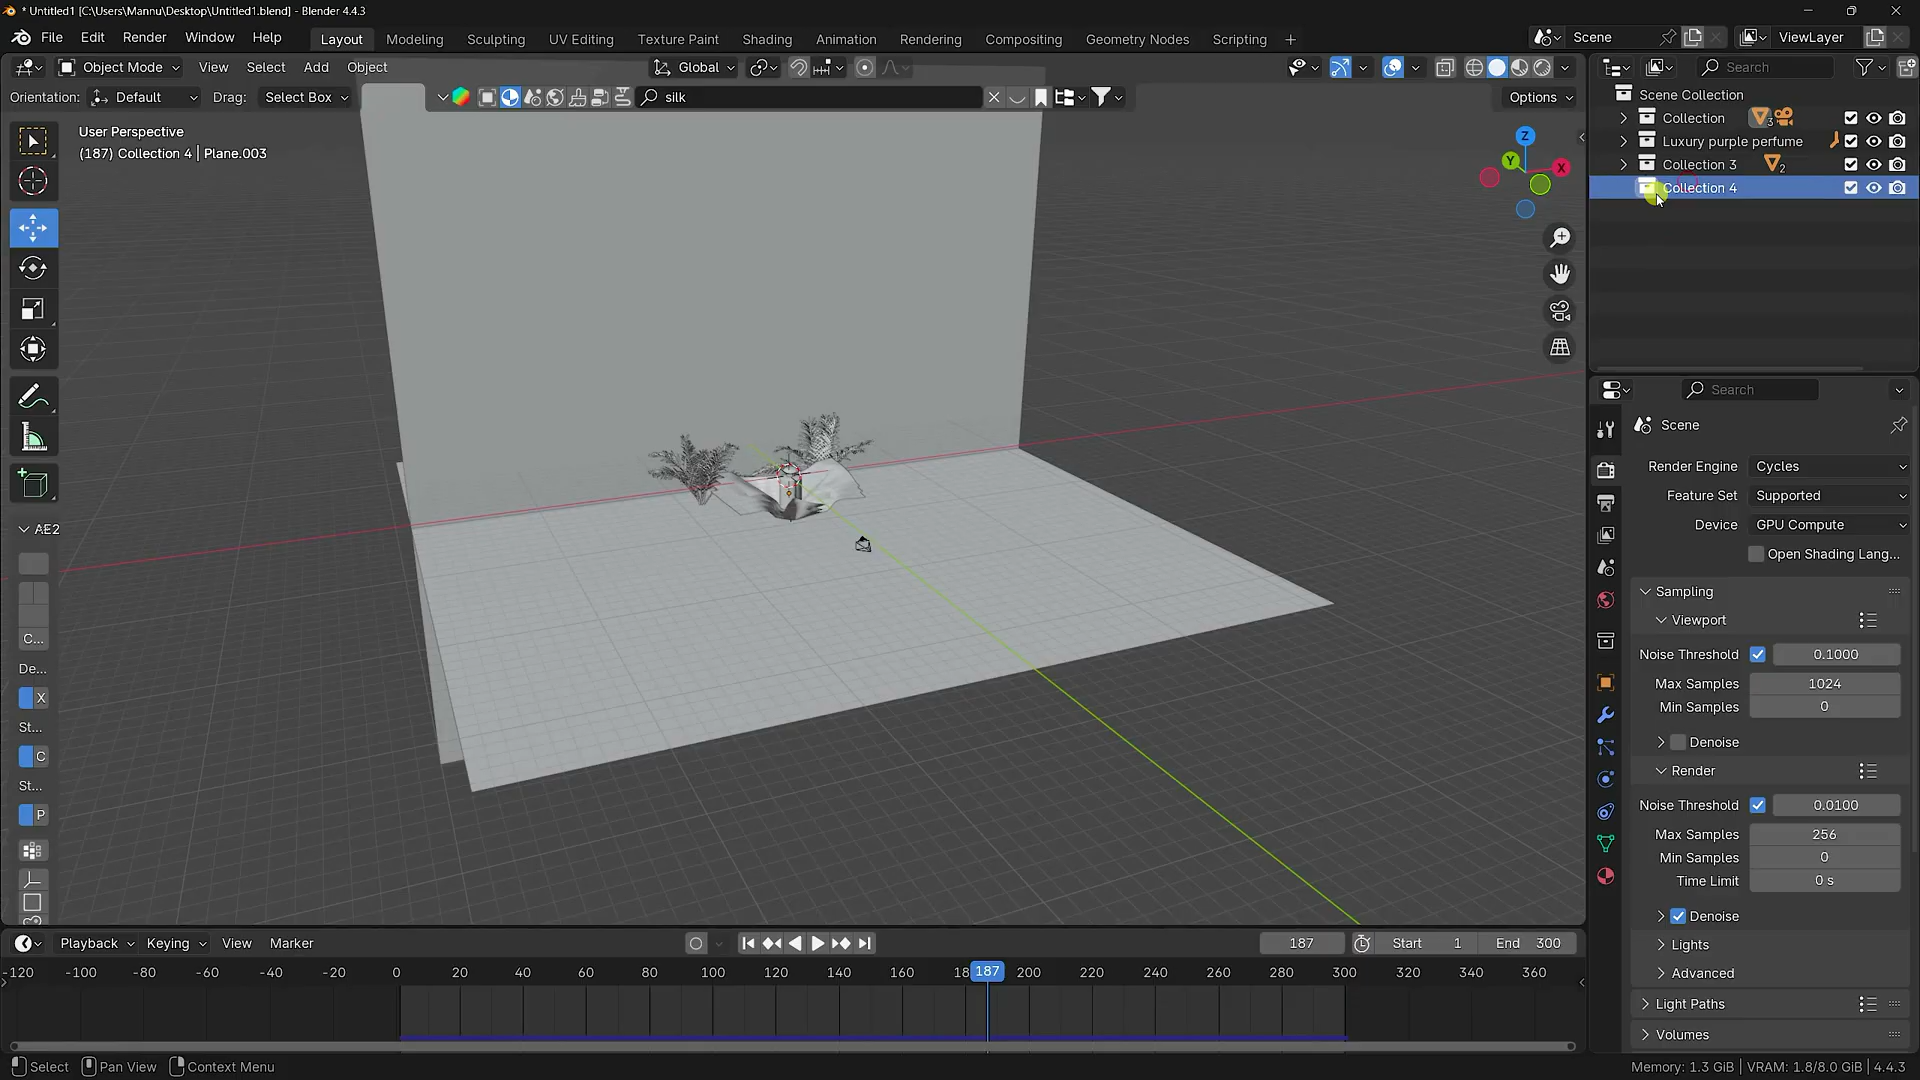 * Untitled1 [C:\Users\Mannu\Desktop\Untitled1.blend] - Blender 4.4.3
File Edit Render Window Help
Layout Modeling Sculpting UV Editing Texture Paint Shading Animation Rendering Compositing Geometry Nodes Scripting +
Scene ViewLayer
Object Mode View Select Add Object Global
Search
Orientation: Default Drag: Select Box silk Options
User Perspective
(187) Collection 4 | Plane.003
Z
Y
X
Scene Collection
Collection 3
Luxury purple perfume
Collection 3 2
Collection 4
Search
Scene
Render Engine Cycles
Feature Set Supported
Device GPU Compute
Open Shading Lang...
Sampling
Viewport
Noise Threshold 0.1000
Max Samples 1024
Min Samples 0
Denoise
Render
Noise Threshold 0.0100
Max Samples 256
Min Samples 0
Time Limit 0 s
Denoise
Lights
Advanced
Light Paths
Volumes
AE2
C...
De...
X
St...
C
St...
P
Playback Keying View Marker
187 Start 1 End 300
-120 -100 -80 -60 -40 -20 0 20 40 60 80 100 120 140 160 18 187 200 220 240 260 280 300 320 340 360
Select Pan View Context Menu
Memory: 1.3 GiB | VRAM: 1.8/8.0 GiB | 4.4.3